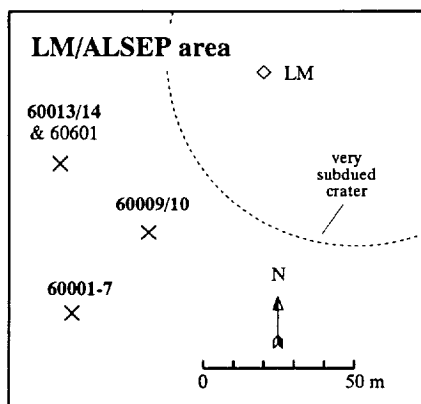 LM/ALSEP area
LM
60013/14
& 60601
very
subdued
crater
60009/10
60001-7
N
0 50 m